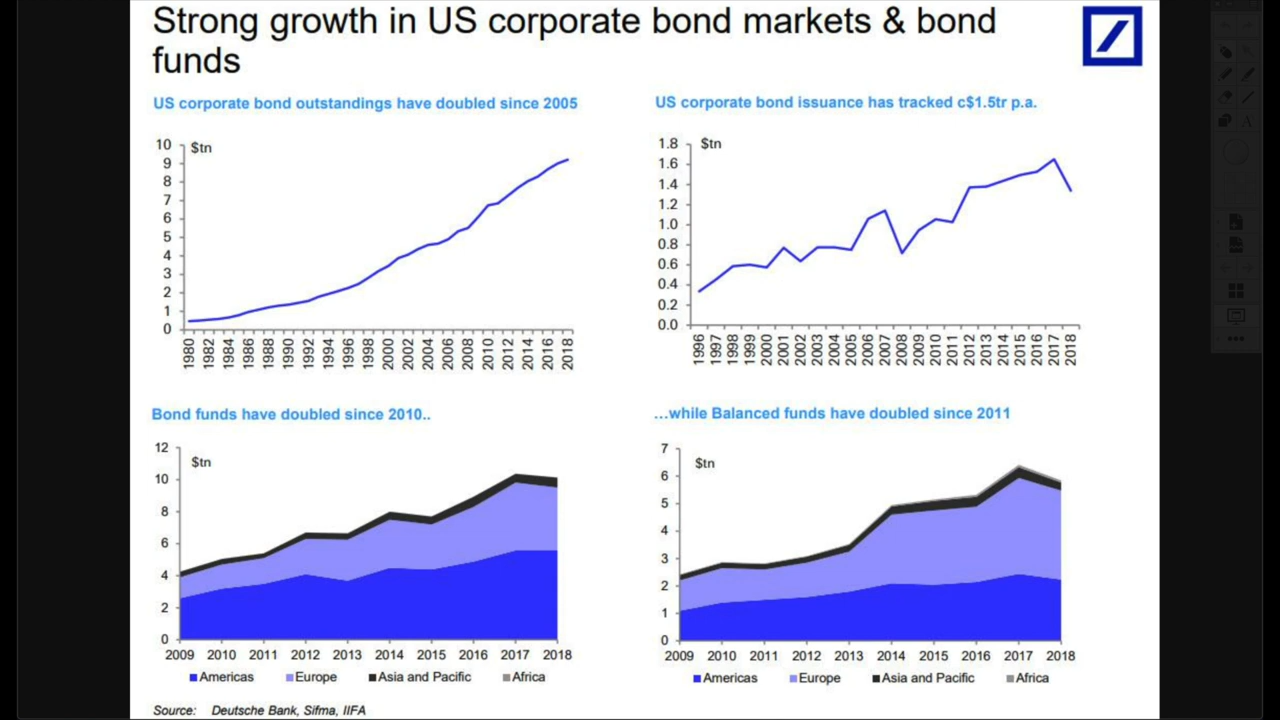 Strong growth in US corporate bond markets & bond
funds
US corporate bond outstandings have doubled since 2005
$tn
10
9
8
7
6
5
4
3
2
1
0
1980 1982 1984 1986 1988 1990 1992 1994 1996 1998 2000 2002 2004 2006 2008 2010 2012 2014 2016 2018
US corporate bond issuance has tracked c$1.5tr p.a.
$tn
1.8
1.6
1.4
1.2
1.0
0.8
0.6
0.4
0.2
0.0
1996 1997 1998 1999 2000 2001 2002 2003 2004 2005 2006 2007 2008 2009 2010 2011 2012 2013 2014 2015 2016 2017 2018
Bond funds have doubled since 2010..
$tn
12
10
8
6
4
2
0
2009 2010 2011 2012 2013 2014 2015 2016 2017 2018
Americas Europe Asia and Pacific Africa
...while Balanced funds have doubled since 2011
$tn
7
6
5
4
3
2
1
0
2009 2010 2011 2012 2013 2014 2015 2016 2017 2018
Americas Europe Asia and Pacific Africa
Source: Deutsche Bank, Sifma, IIFA
A